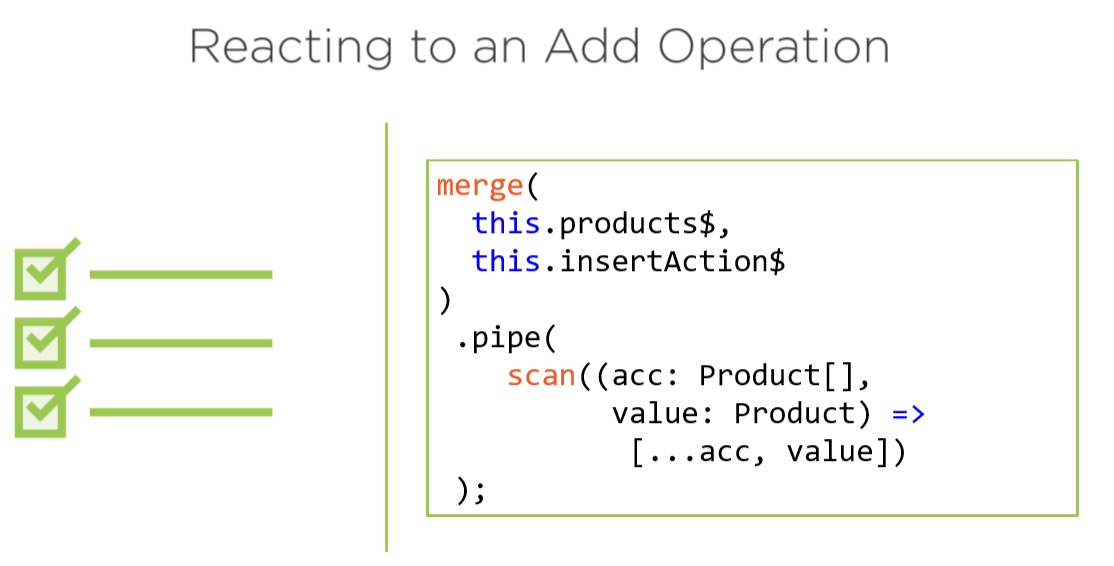 Reacting to an Add Operation
merge(
  this.products$,
  this.insertAction$
)
 .pipe(
    scan((acc: Product[],
          value: Product) =>
           [...acc, value])
 );